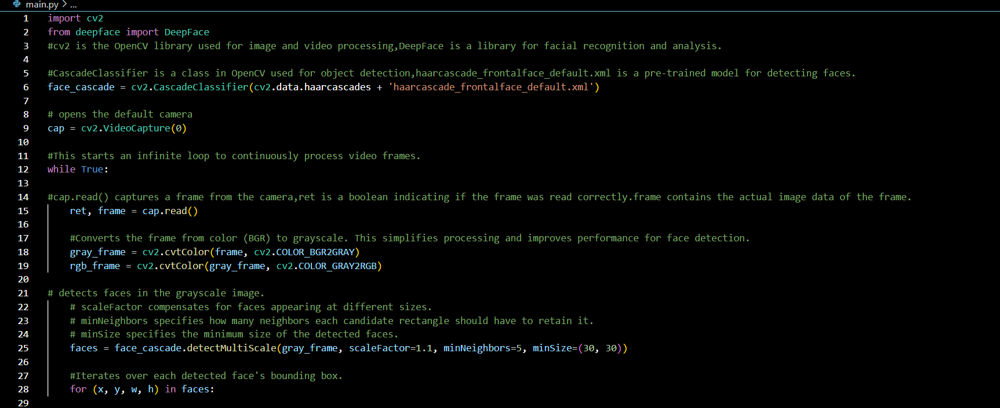 main.py > ...
1 import cv2
2 from deepface import DeepFace
3 #cv2 is the OpenCV library used for image and video processing,DeepFace is a library for facial recognition and analysis.
4
5 #CascadeClassifier is a class in OpenCV used for object detection,haarcascade_frontalface_default.xml is a pre-trained model for detecting faces.
6 face_cascade = cv2.CascadeClassifier(cv2.data.haarcascades + 'haarcascade_frontalface_default.xml')
7
8 # opens the default camera
9 cap = cv2.VideoCapture(0)
10
11 #This starts an infinite loop to continuously process video frames.
12 while True:
13
14 #cap.read() captures a frame from the camera,ret is a boolean indicating if the frame was read correctly.frame contains the actual image data of the frame.
15     ret, frame = cap.read()
16
17     #Converts the frame from color (BGR) to grayscale. This simplifies processing and improves performance for face detection.
18     gray_frame = cv2.cvtColor(frame, cv2.COLOR_BGR2GRAY)
19     rgb_frame = cv2.cvtColor(gray_frame, cv2.COLOR_GRAY2RGB)
20
21 # detects faces in the grayscale image.
22     # scaleFactor compensates for faces appearing at different sizes.
23     # minNeighbors specifies how many neighbors each candidate rectangle should have to retain it.
24     # minSize specifies the minimum size of the detected faces.
25     faces = face_cascade.detectMultiScale(gray_frame, scaleFactor=1.1, minNeighbors=5, minSize=(30, 30))
26
27     #Iterates over each detected face's bounding box.
28     for (x, y, w, h) in faces:
29